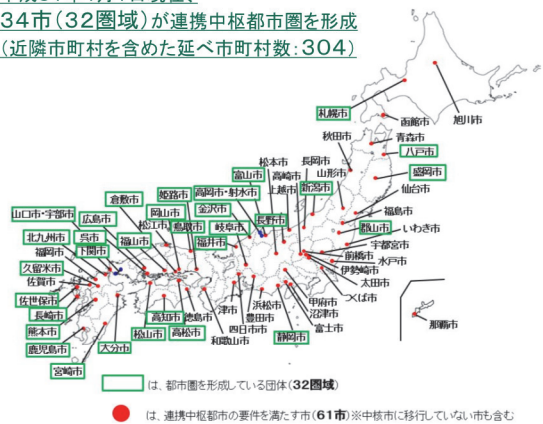 34市(32圏域)が連携中枢都市圏を形成
(近隣市町村を含めた延べ市町村数:304)
札幌市
旭川市
函館市
青森市
秋田市
八戸市
盛岡市
仙台市
山形市
福島市
郡山市
いわき市
宇都宮市
水戸市
前橋市
伊勢崎市
太田市
つくば市
松本市
長岡市
高崎市
上越市
新潟市
富山市
高岡市・射水市
金沢市
長野市
岐阜市
福井市
姫路市
岡山市
鳥取市
倉敷市
松江市
広島市
福山市
山口市・宇部市
呉市
北九州市
下関市
福岡市
久留米市
佐賀市
佐世保市
長崎市
熊本市
鹿児島市
宮崎市
大分市
松山市
高知市
高松市
徳島市
和歌山市
津市
四日市市
豊田市
浜松市
静岡市
甲府市
沼津市
富士市
那覇市
は、都市圏を形成している団体(32圏域)
は、連携中枢都市の要件を満たす市(61市)※中核市に移行していない市も含む